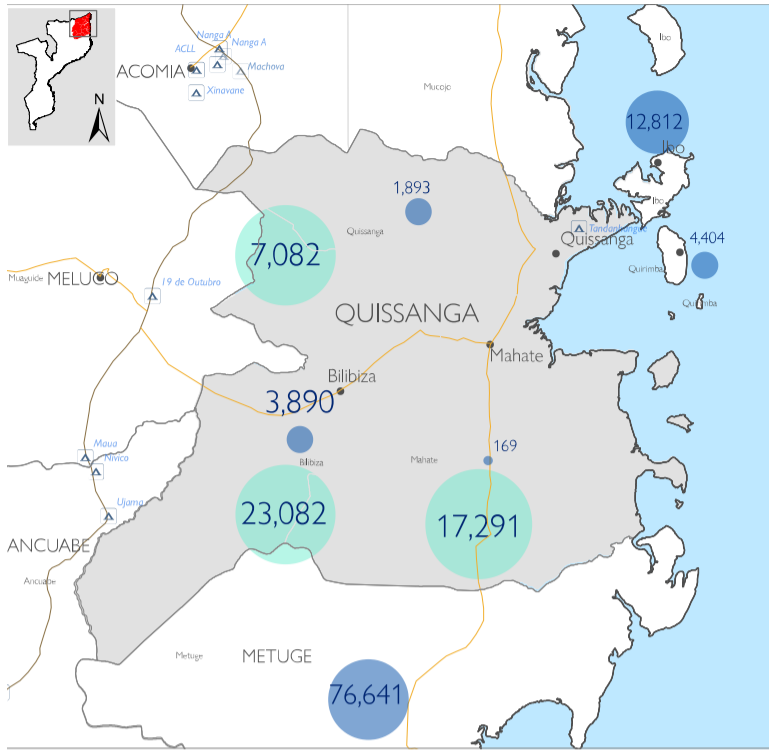 Ibo
Nanga A
Nanga A
ACLL
ACOMIA
Machova
Xinavane
Mucojo
N
12,812
Ibo
Ibo
1,893
Quissanga
7,082
Tandanhangue
Quissanga
4,404
Quirimba
Muaguide
MELUCO
19 de Outubro
QUISSANGA
Mahate
Bilibiza
3,890
169
Mahate
Bilibiza
Maua
Nivico
23,082
17,291
Ujama
ANCUABE
Ancuabe
Metuge
METUGE
76,641